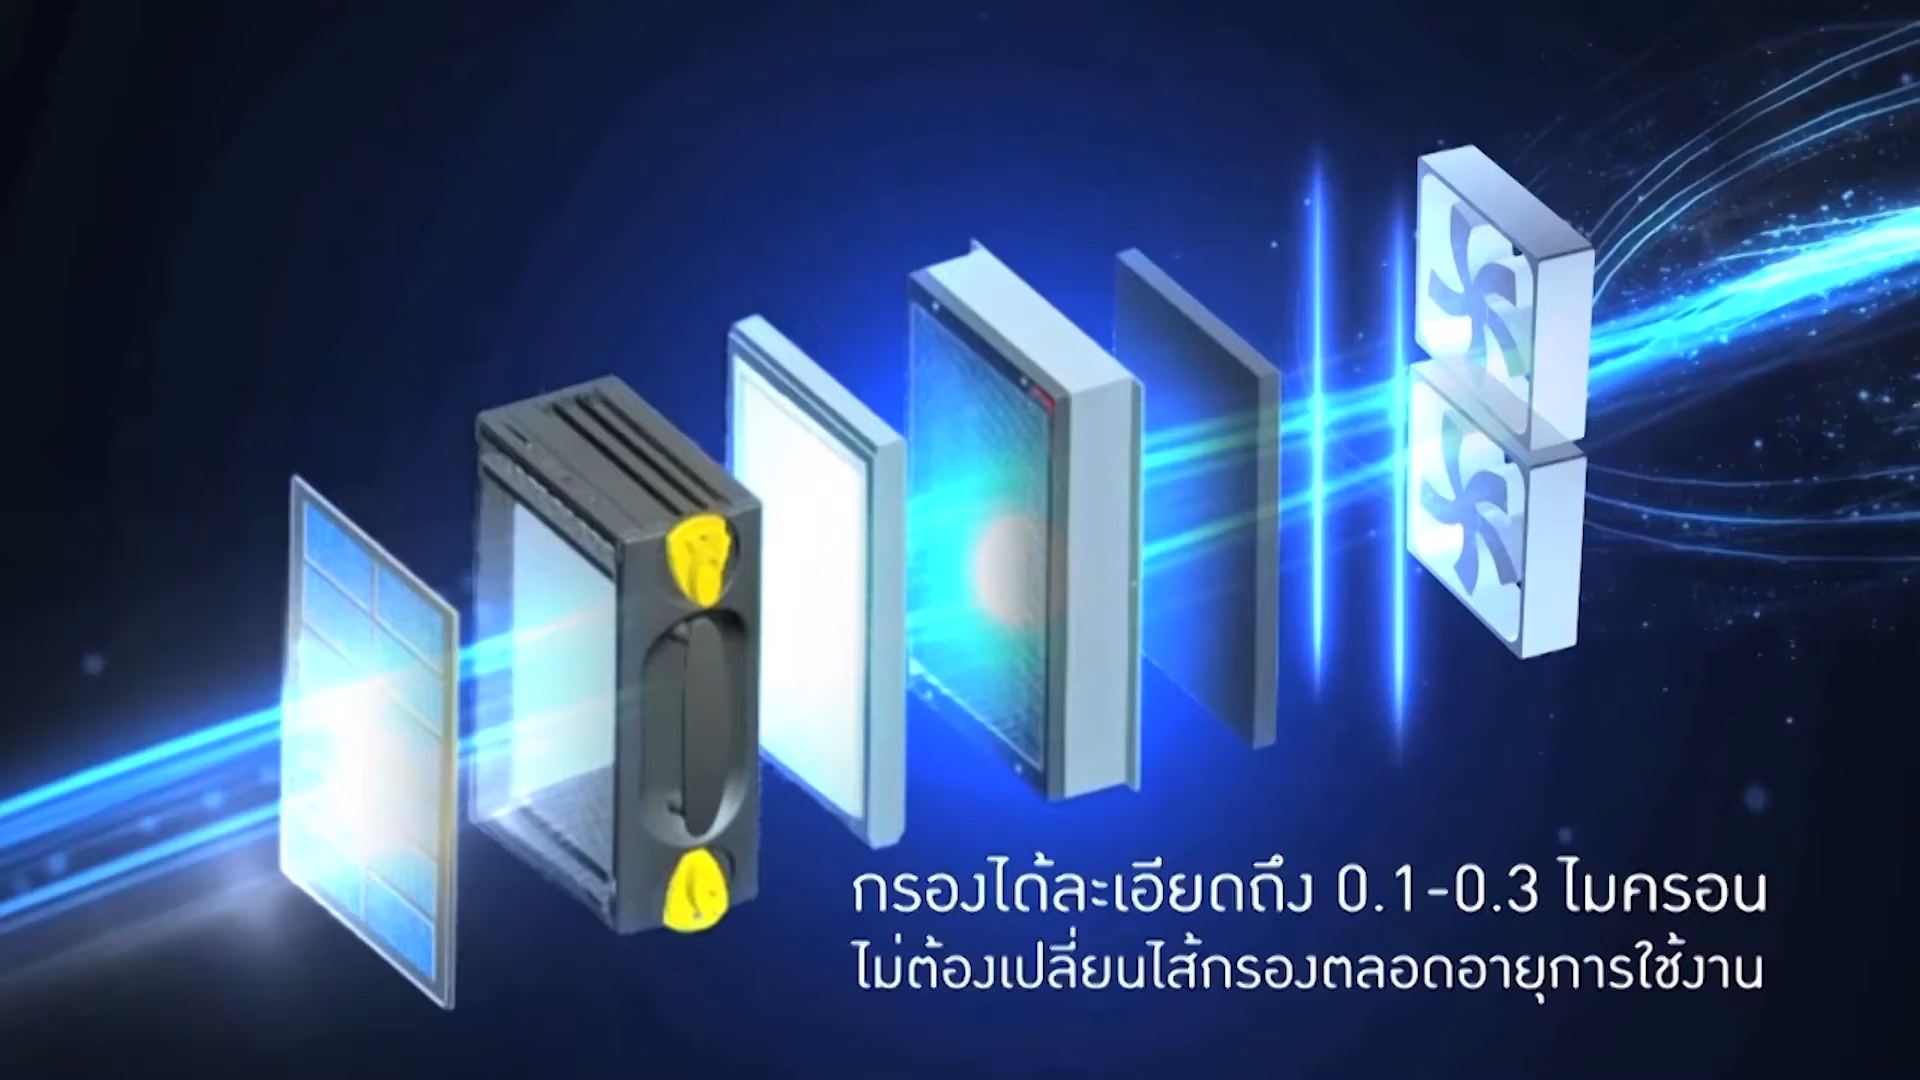 กรองได้ละเอียดถึง 0.1-0.3 ไมครอน
ไม่ต้องเปลี่ยนไส้กรองตลอดอายุการใช้งาน